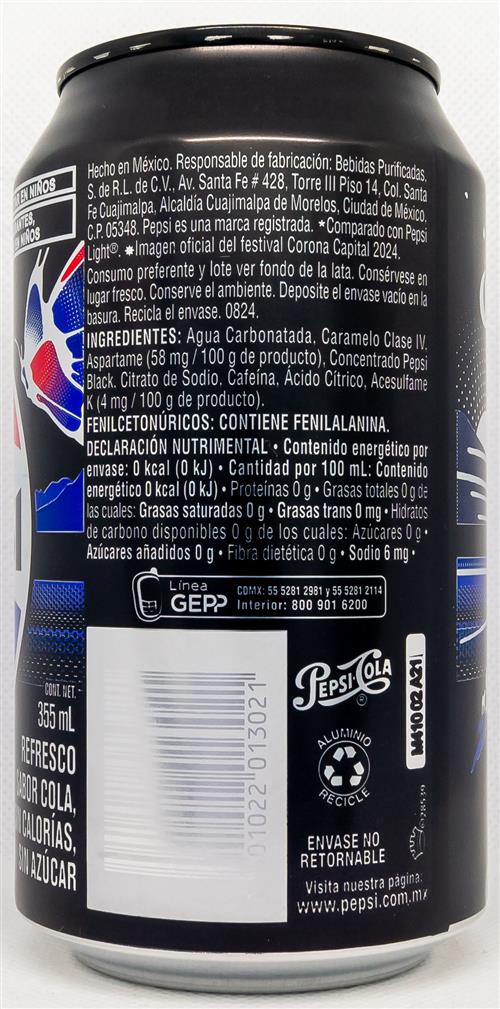 EN NIÑOS
ANTES,
EN NIÑOS
Hecho en México. Responsable de fabricación: Bebidas Purificadas,
S. de R.L. de C.V., Av. Santa Fe # 428, Torre III Piso 14, Col. Santa
Fe Cuajimalpa, Alcaldía Cuajimalpa de Morelos, Ciudad de México,
C.P. 05348. Pepsi es una marca registrada. *Comparado con Pepsi
Light®. *Imagen oficial del festival Corona Capital 2024.
Consumo preferente y lote ver fondo de la lata. Consérvese en
lugar fresco. Conserve el ambiente. Deposite el envase vacío en la
basura. Recicla el envase. 0824.
INGREDIENTES: Agua Carbonatada, Caramelo Clase IV,
Aspartame (58 mg / 100 g de producto), Concentrado Pepsi
Black, Citrato de Sodio, Cafeína, Ácido Cítrico, Acesulfame
K (4 mg / 100 g de producto).
FENILCETONÚRICOS: CONTIENE FENILALANINA.
DECLARACIÓN NUTRIMENTAL • Contenido energético por
envase: 0 kcal (0 kJ) • Cantidad por 100 mL: Contenido
energético 0 kcal (0 kJ) • Proteínas 0 g • Grasas totales 0 g de
las cuales: Grasas saturadas 0 g • Grasas trans 0 mg • Hidratos
de carbono disponibles 0 g de los cuales: Azúcares 0 g •
Azúcares añadidos 0 g • Fibra dietética 0 g • Sodio 6 mg •
Línea
GEPP
CDMX: 55 5281 2981 y 55 5281 2114
Interior: 800 901 6200
CONT. NET.
355 mL
REFRESCO
SABOR COLA,
CALORÍAS,
SIN AZÚCAR
01022 013021
PEPSI-COLA ®
M41002A21
ALUMINIO
RECICLE
ENVASE NO
RETORNABLE
Visita nuestra página:
www.pepsi.com.mx